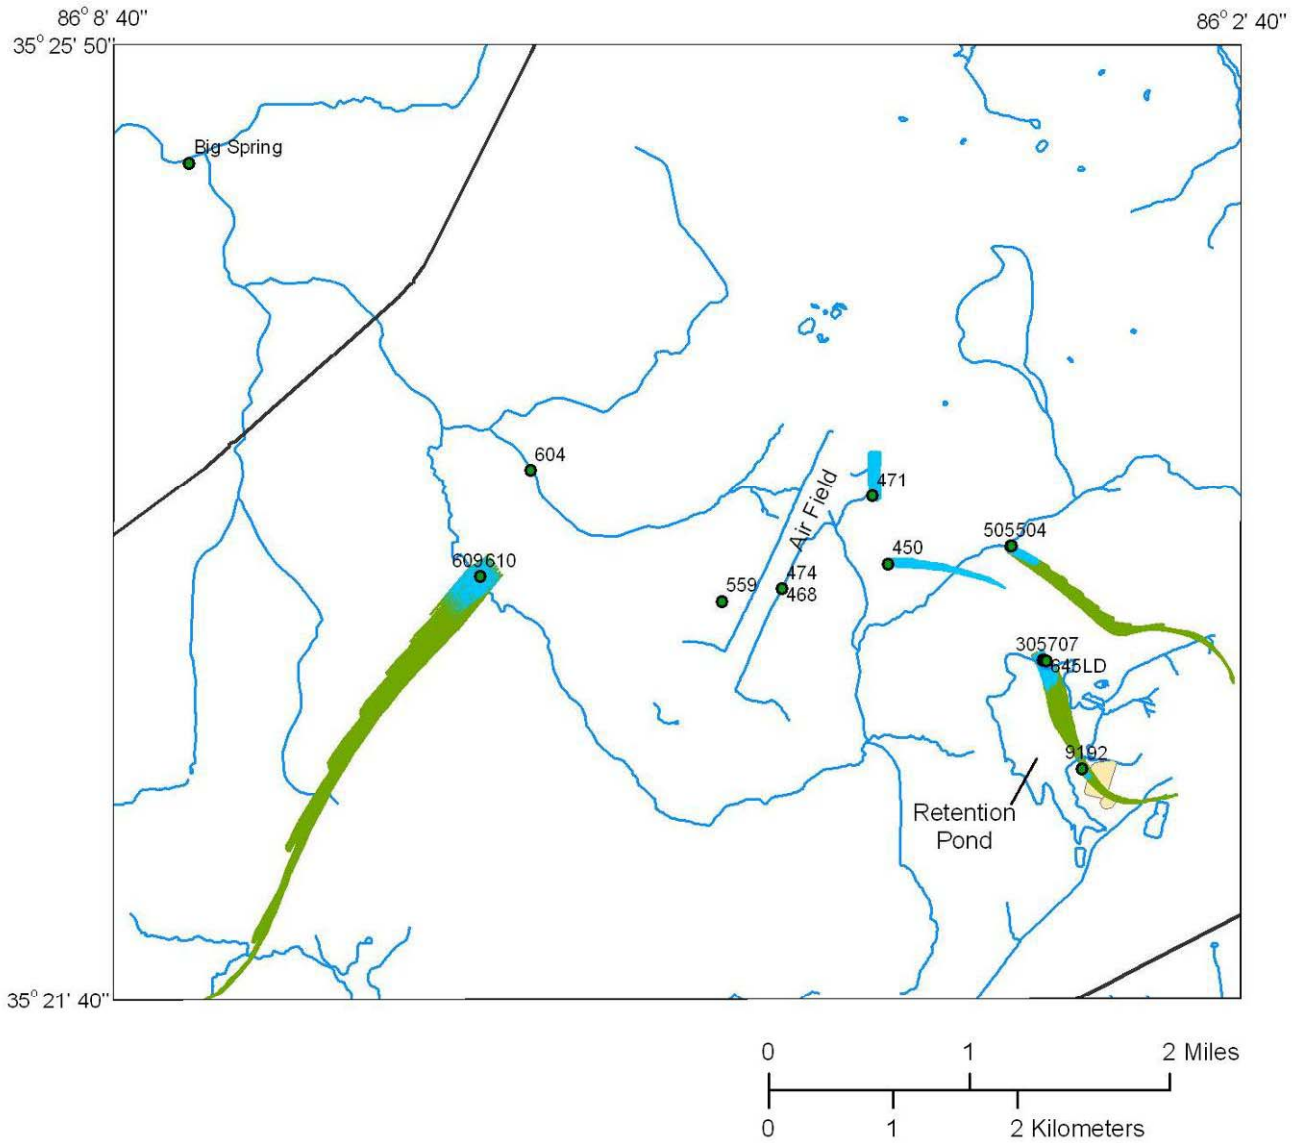 86° 8' 40"
86° 2' 40"
35° 25' 50"
Big Spring
604
471
Air Field
505504
450
609610
474
559
468
305707
645LD
9192
Retention
Pond
35° 21' 40"
0 1 2 Miles
0 1 2 Kilometers